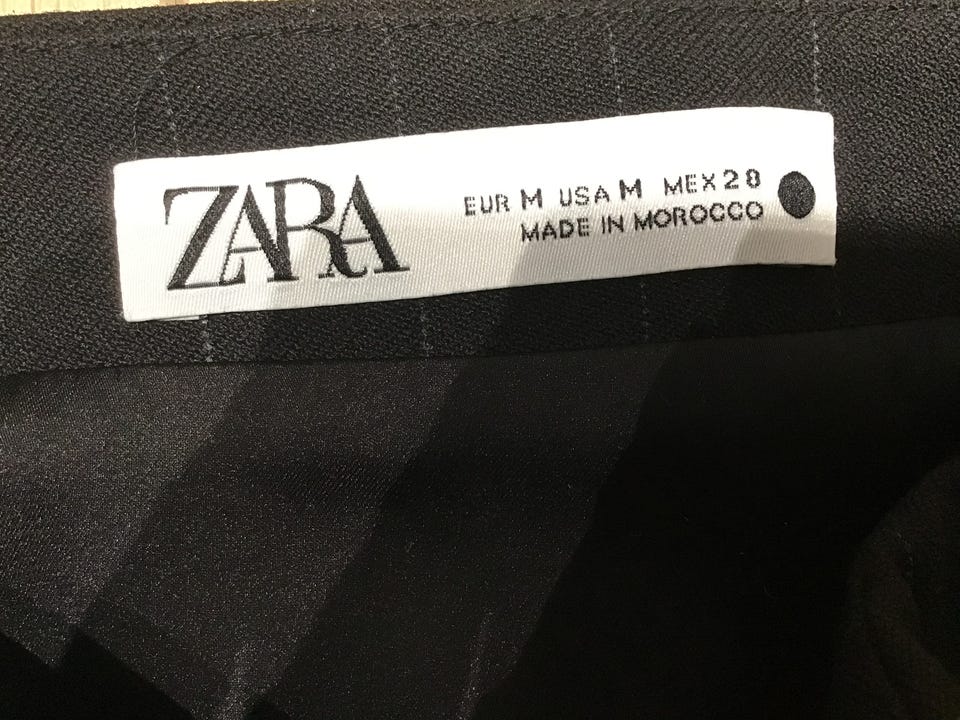 ZARA
EUR M USA M MEX 28
MADE IN MOROCCO